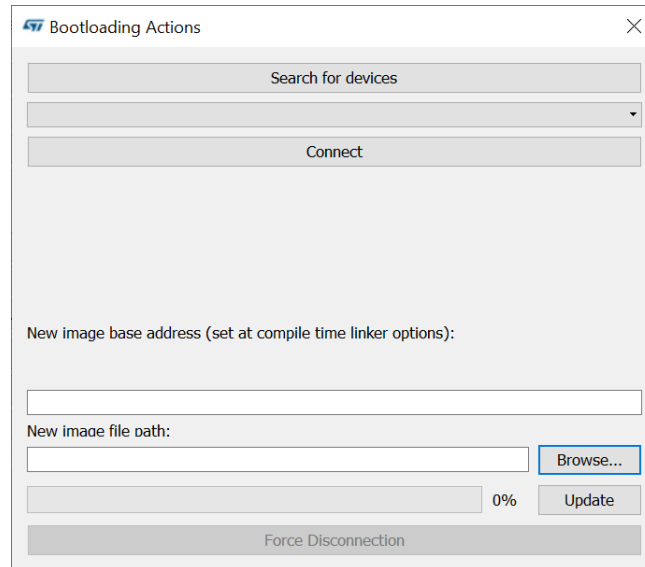 Bootloading Actions
Search for devices
Connect
New image base address (set at compile time linker options):
New image file path:
Browse...
0%
Update
Force Disconnection